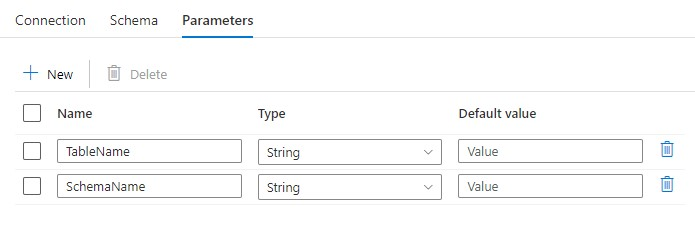 Connection Schema Parameters
+ New Delete
Name Type Default value
TableName String Value
SchemaName String Value